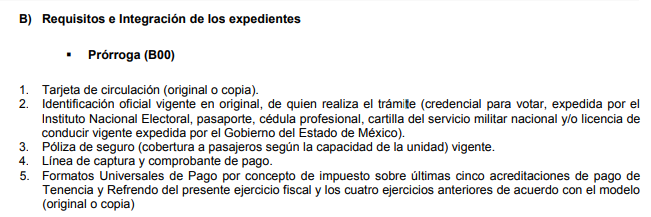 B) Requisitos e Integración de los expedientes
▪ Prórroga (B00)
1. Tarjeta de circulación (original o copia).
2. Identificación oficial vigente en original, de quien realiza el trámite (credencial para votar, expedida por el
Instituto Nacional Electoral, pasaporte, cédula profesional, cartilla del servicio militar nacional y/o licencia de
conducir vigente expedida por el Gobierno del Estado de México).
3. Póliza de seguro (cobertura a pasajeros según la capacidad de la unidad) vigente.
4. Línea de captura y comprobante de pago.
5. Formatos Universales de Pago por concepto de impuesto sobre últimas cinco acreditaciones de pago de
Tenencia y Refrendo del presente ejercicio fiscal y los cuatro ejercicios anteriores de acuerdo con el modelo
(original o copia)